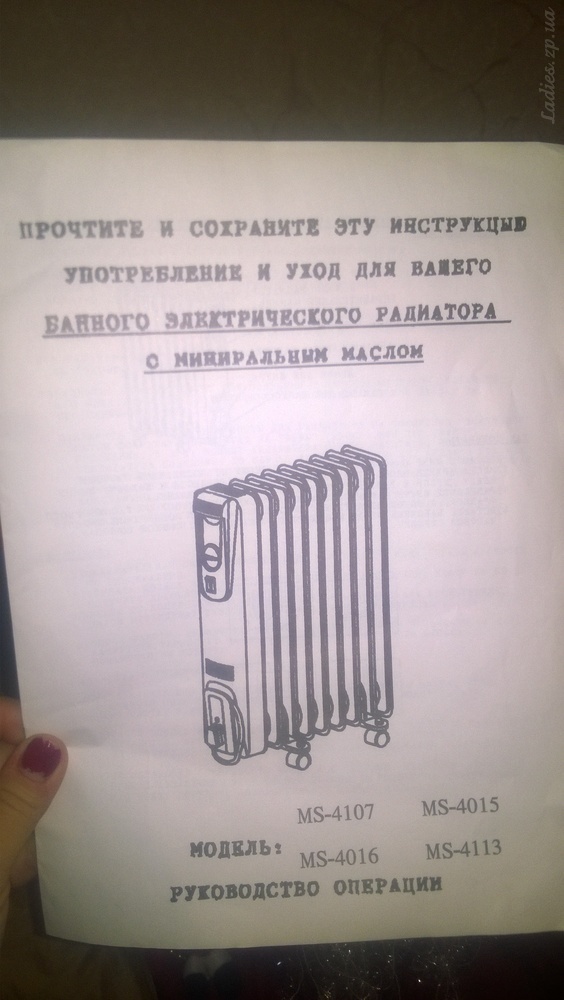 Ladies.zp.ua
ПРОЧТИТЕ И СОХРАНИТЕ ЭТУ ИНСТРУКЦЫЮ
УПОТРЕБЛЕНИЕ И УХОД ДЛЯ ВАШЕГО
БАННОГО ЭЛЕКТРИЧЕСКОГО РАДИАТОРА
С МИНИРАЛЬНЫМ МАСЛОМ
MS-4107 MS-4015
МОДЕЛЬ:
MS-4016 MS-4113
РУКОВОДСТВО ОПЕРАЦИИ